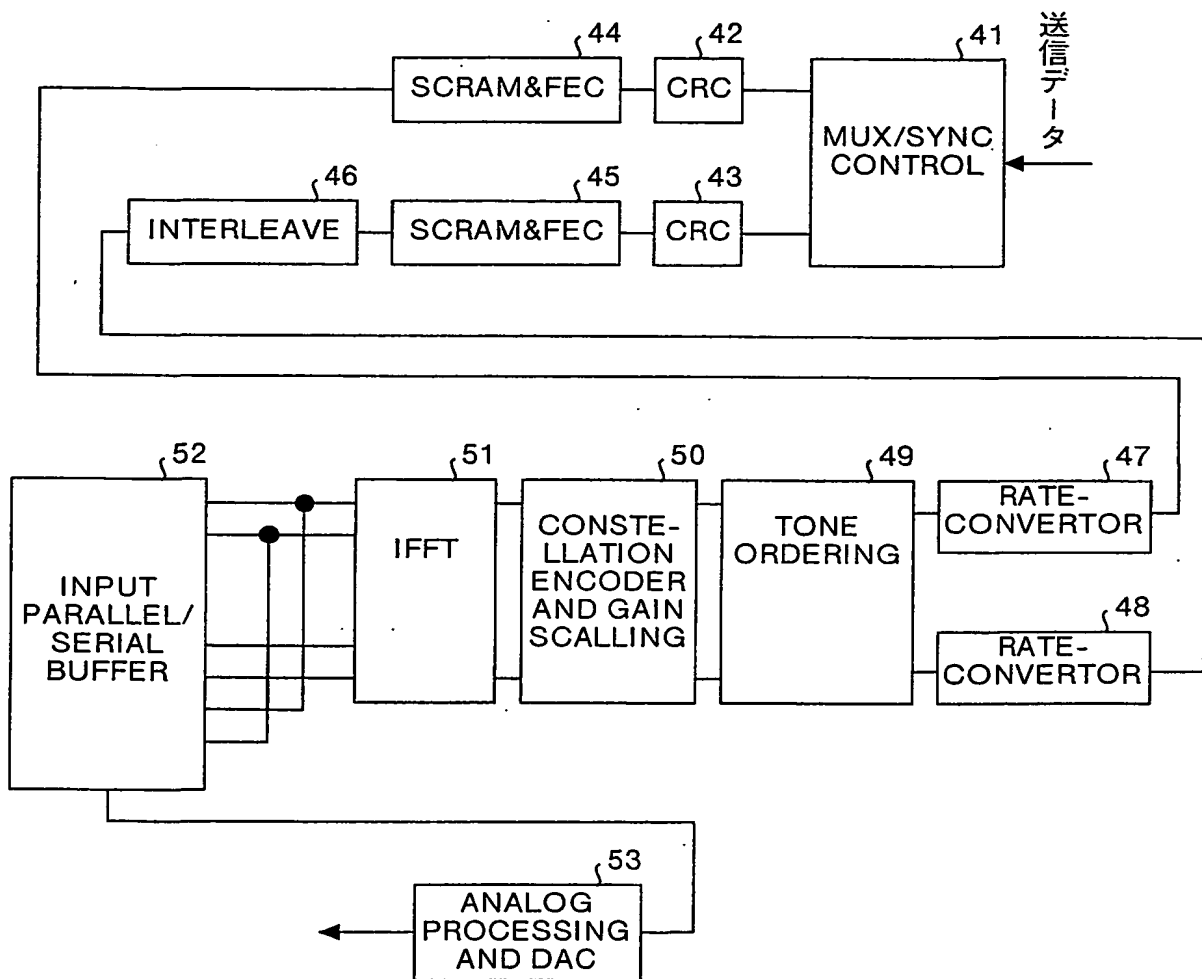 44
SCRAM&FEC
42
CRC
41
MUX/SYNC
CONTROL
送信データ
46
INTERLEAVE
45
SCRAM&FEC
43
CRC
52
INPUT
PARALLEL/
SERIAL
BUFFER
51
IFFT
50
CONSTE-
LLATION
ENCODER
AND GAIN
SCALLING
49
TONE
ORDERING
47
RATE-
CONVERTOR
48
RATE-
CONVERTOR
53
ANALOG
PROCESSING
AND DAC